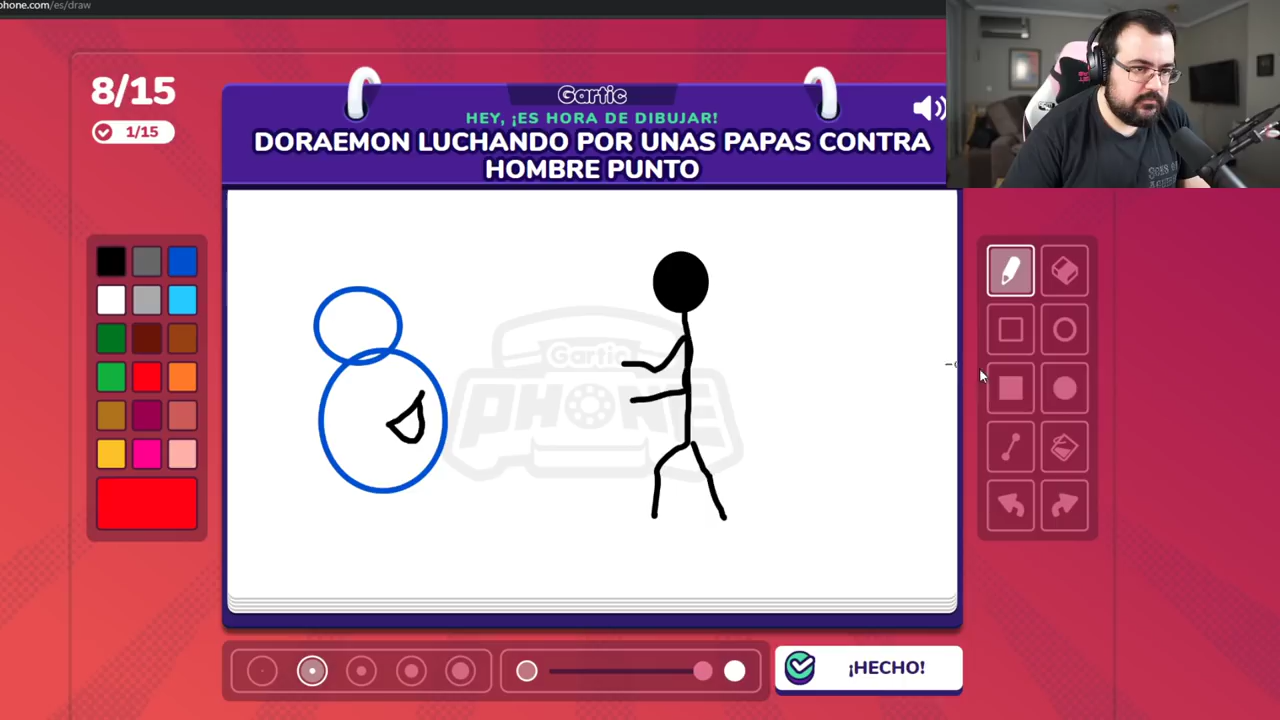 phone.com/es/draw
8/15
1/15
Gartic
HEY, ¡ES HORA DE DIBUJAR!
DORAEMON LUCHANDO POR UNAS PAPAS CONTRA
HOMBRE PUNTO
Gartic
PHONE
¡HECHO!